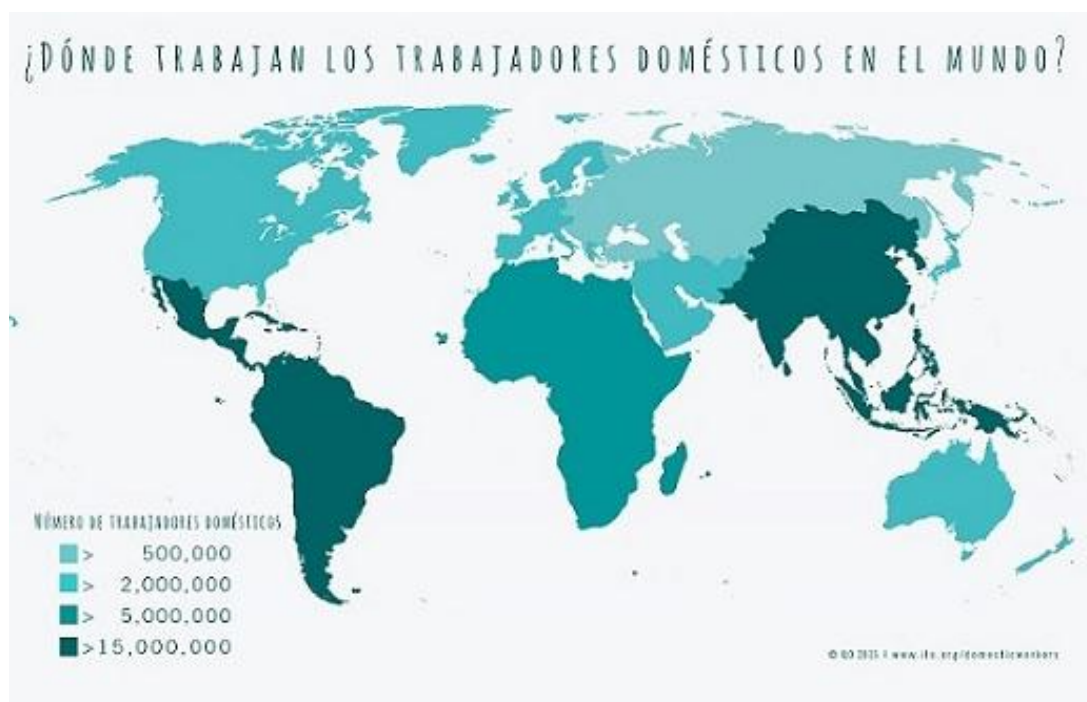 ¿DÓNDE TRABAJAN LOS TRABAJADORES DOMÉSTICOS EN EL MUNDO?
NÚMERO DE TRABAJADORES DOMÉSTICOS
> 500,000
> 2,000,000
> 5,000,000
>15,000,000
© www.ilo.org/domesticworkers